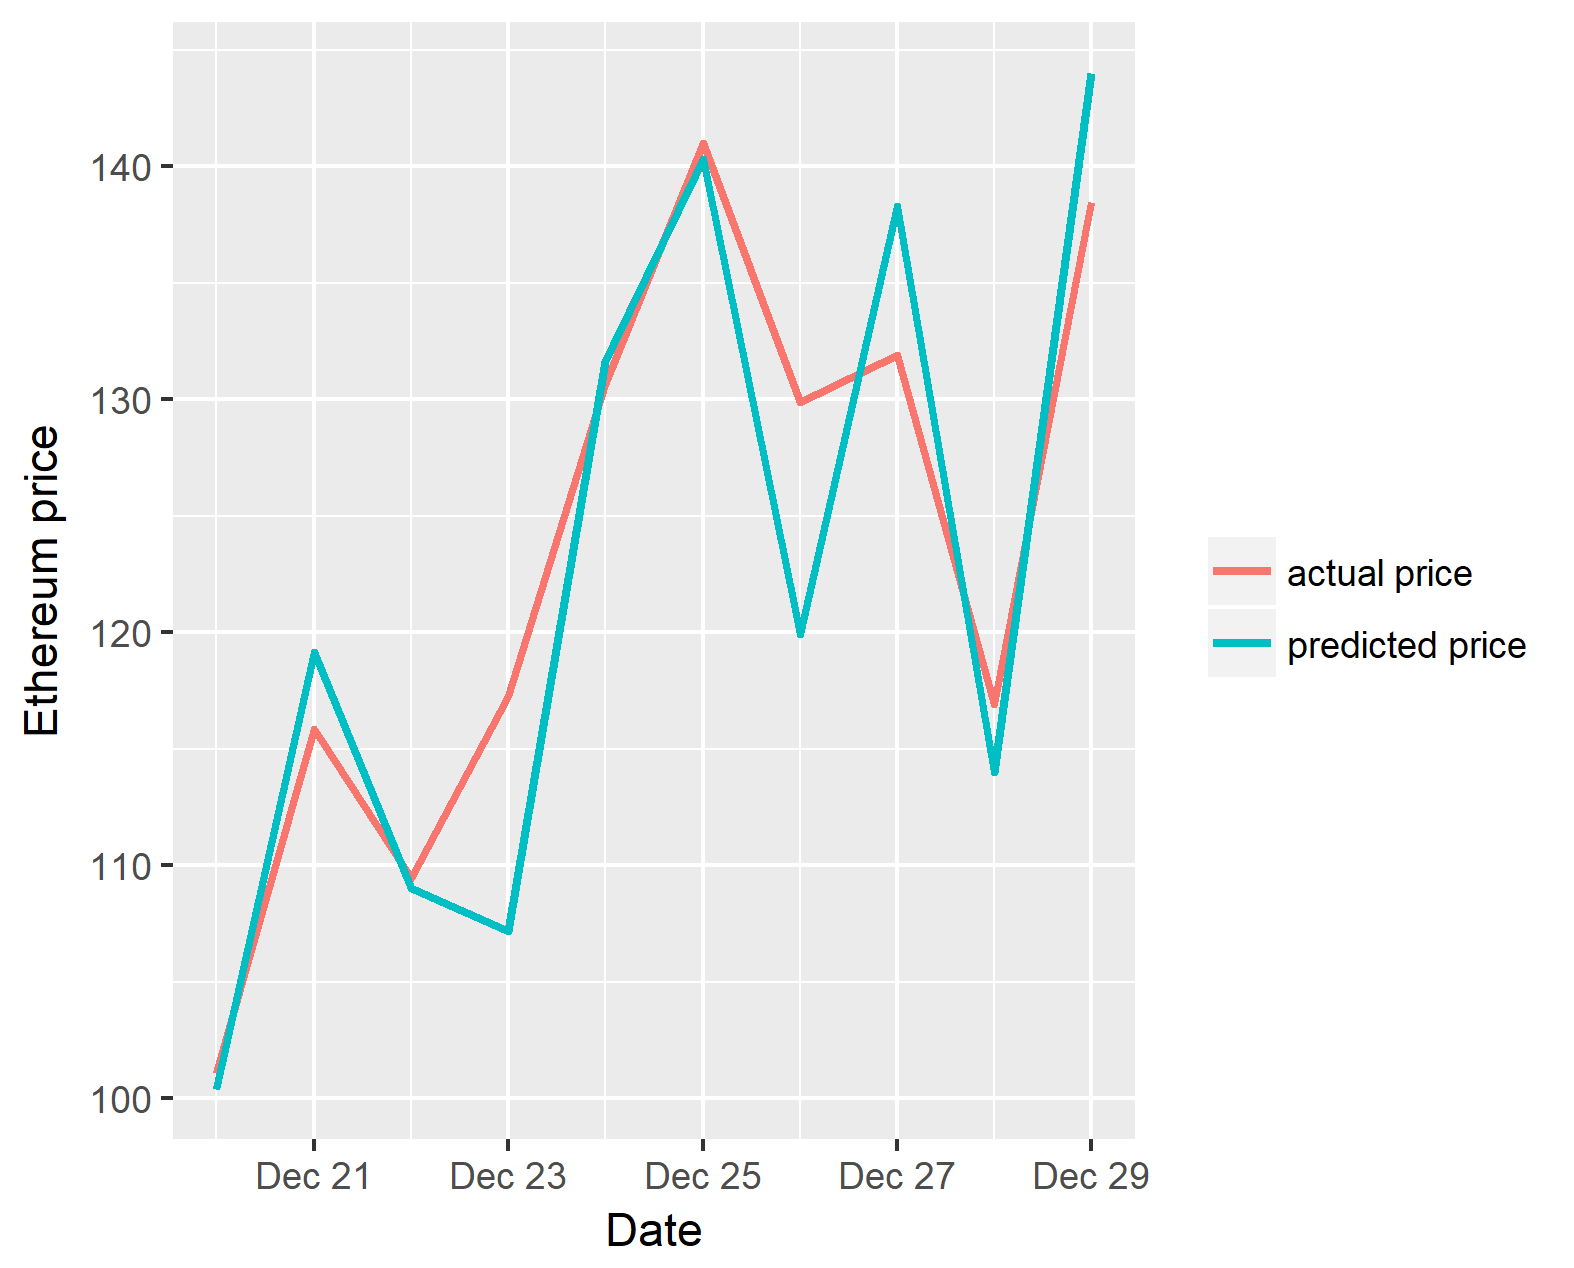 Ethereum price
140
130
120
110
100
Dec 21 Dec 23 Dec 25 Dec 27 Dec 29
Date
actual price
predicted price